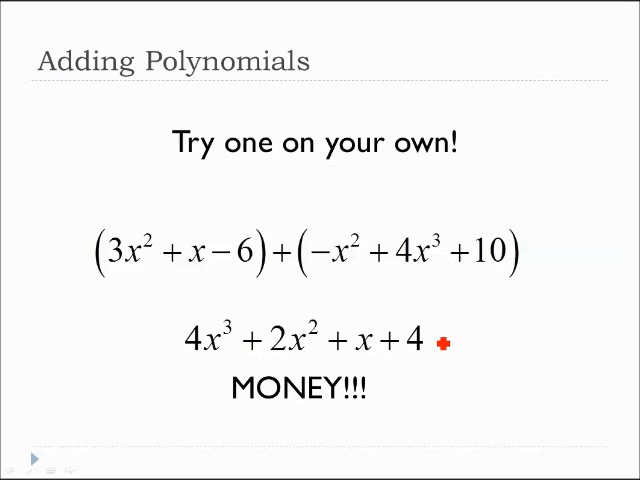 Adding Polynomials
Try one on your own!
(3x² + x − 6) + (−x² + 4x³ + 10)
4x³ + 2x² + x + 4
MONEY!!!